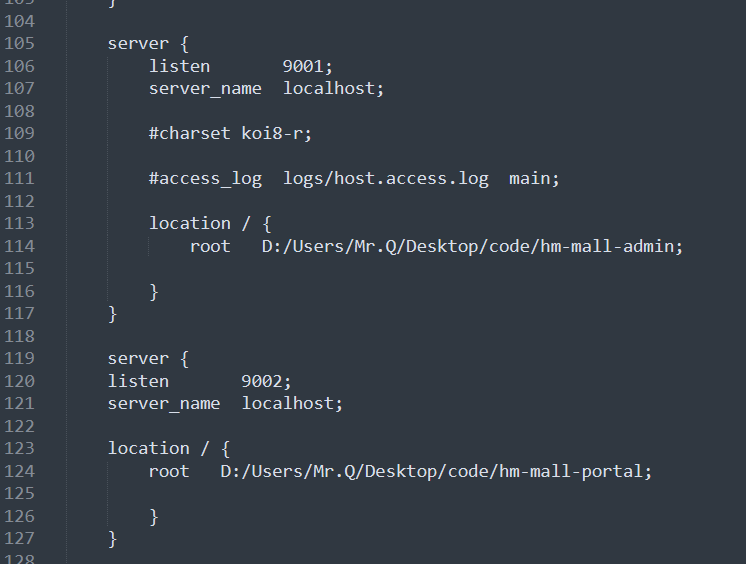 103 }
104
105 server {
106 listen 9001;
107 server_name localhost;
108
109 #charset koi8-r;
110
111 #access_log logs/host.access.log main;
112
113 location / {
114 root D:/Users/Mr.Q/Desktop/code/hm-mall-admin;
115
116 }
117 }
118
119 server {
120 listen 9002;
121 server_name localhost;
122
123 location / {
124 root D:/Users/Mr.Q/Desktop/code/hm-mall-portal;
125
126 }
127 }
128